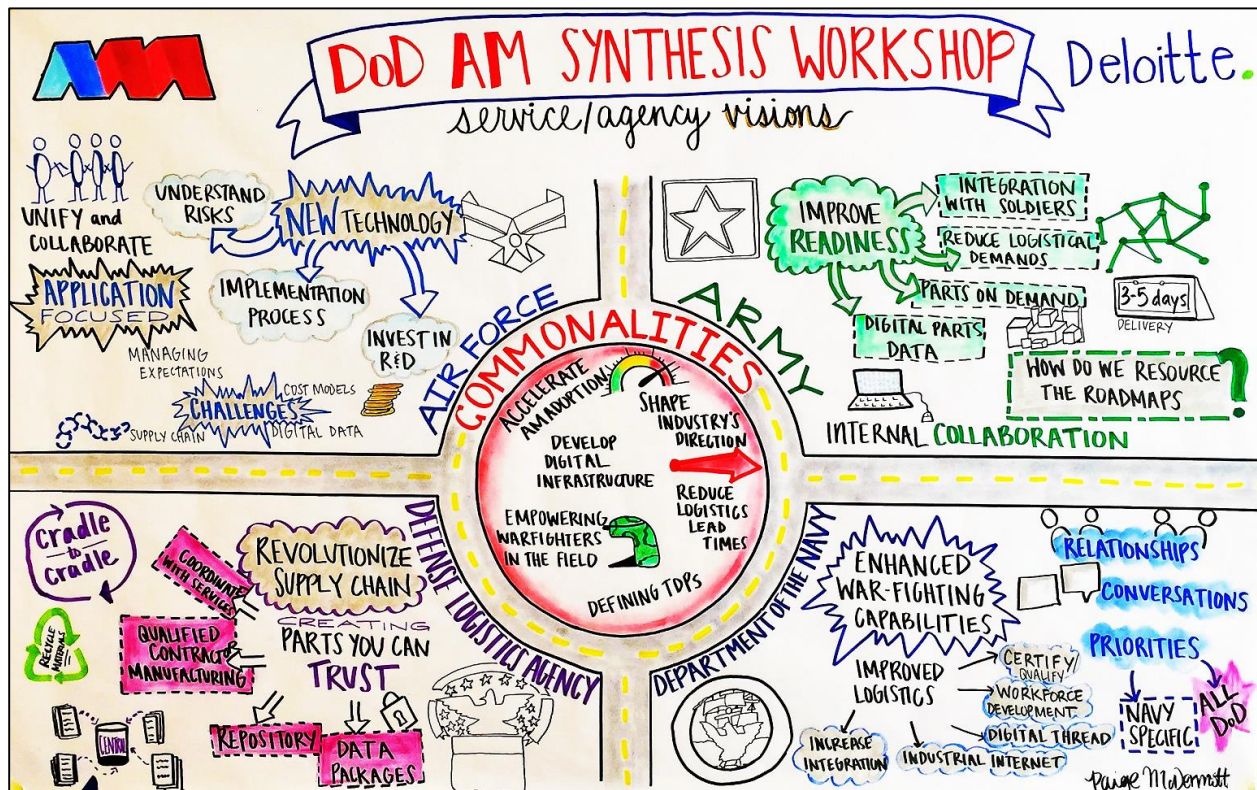 DoD AM SYNTHESIS WORKSHOP
service/agency visions
Deloitte.
UNIFY and
COLLABORATE
APPLICATION
FOCUSED
UNDERSTAND
RISKS
NEW TECHNOLOGY
IMPLEMENTATION
PROCESS
INVEST IN
R&D
MANAGING
EXPECTATIONS
COST MODELS
CHALLENGES
SUPPLY CHAIN
DIGITAL DATA
AIR FORCE
ARMY
IMPROVE
READINESS
INTEGRATION
WITH SOLDIERS
REDUCE LOGISTICAL
DEMANDS
PARTS ON DEMAND
DIGITAL PARTS
DATA
3-5 days
DELIVERY
HOW DO WE RESOURCE
THE ROADMAPS
?
INTERNAL COLLABORATION
COMMONALITIES
ACCELERATE
AM ADOPTION
SHAPE
INDUSTRY'S
DIRECTION
DEVELOP
DIGITAL
INFRASTRUCTURE
REDUCE
LOGISTICS
LEAD
TIMES
EMPOWERING
WARFIGHTERS
IN THE FIELD
DEFINING TDPs
DEFENSE LOGISTICS AGENCY
Cradle
to
cradle
RECYCLE
MATERIALS
COORDINATE
WITH SERVICES
REVOLUTIONIZE
SUPPLY CHAIN
CREATING
PARTS YOU CAN
TRUST
QUALIFIED
CONTRACT
MANUFACTURING
REPOSITORY
DATA
PACKAGES
CENTRAL
DEPARTMENT OF THE NAVY
ENHANCED
WAR-FIGHTING
CAPABILITIES
IMPROVED
LOGISTICS
CERTIFY/
QUALIFY
WORKFORCE
DEVELOPMENT
DIGITAL THREAD
INDUSTRIAL INTERNET
INCREASE
INTEGRATION
RELATIONSHIPS
CONVERSATIONS
PRIORITIES
NAVY
SPECIFIC
ALL
DoD
Paige McDermitt